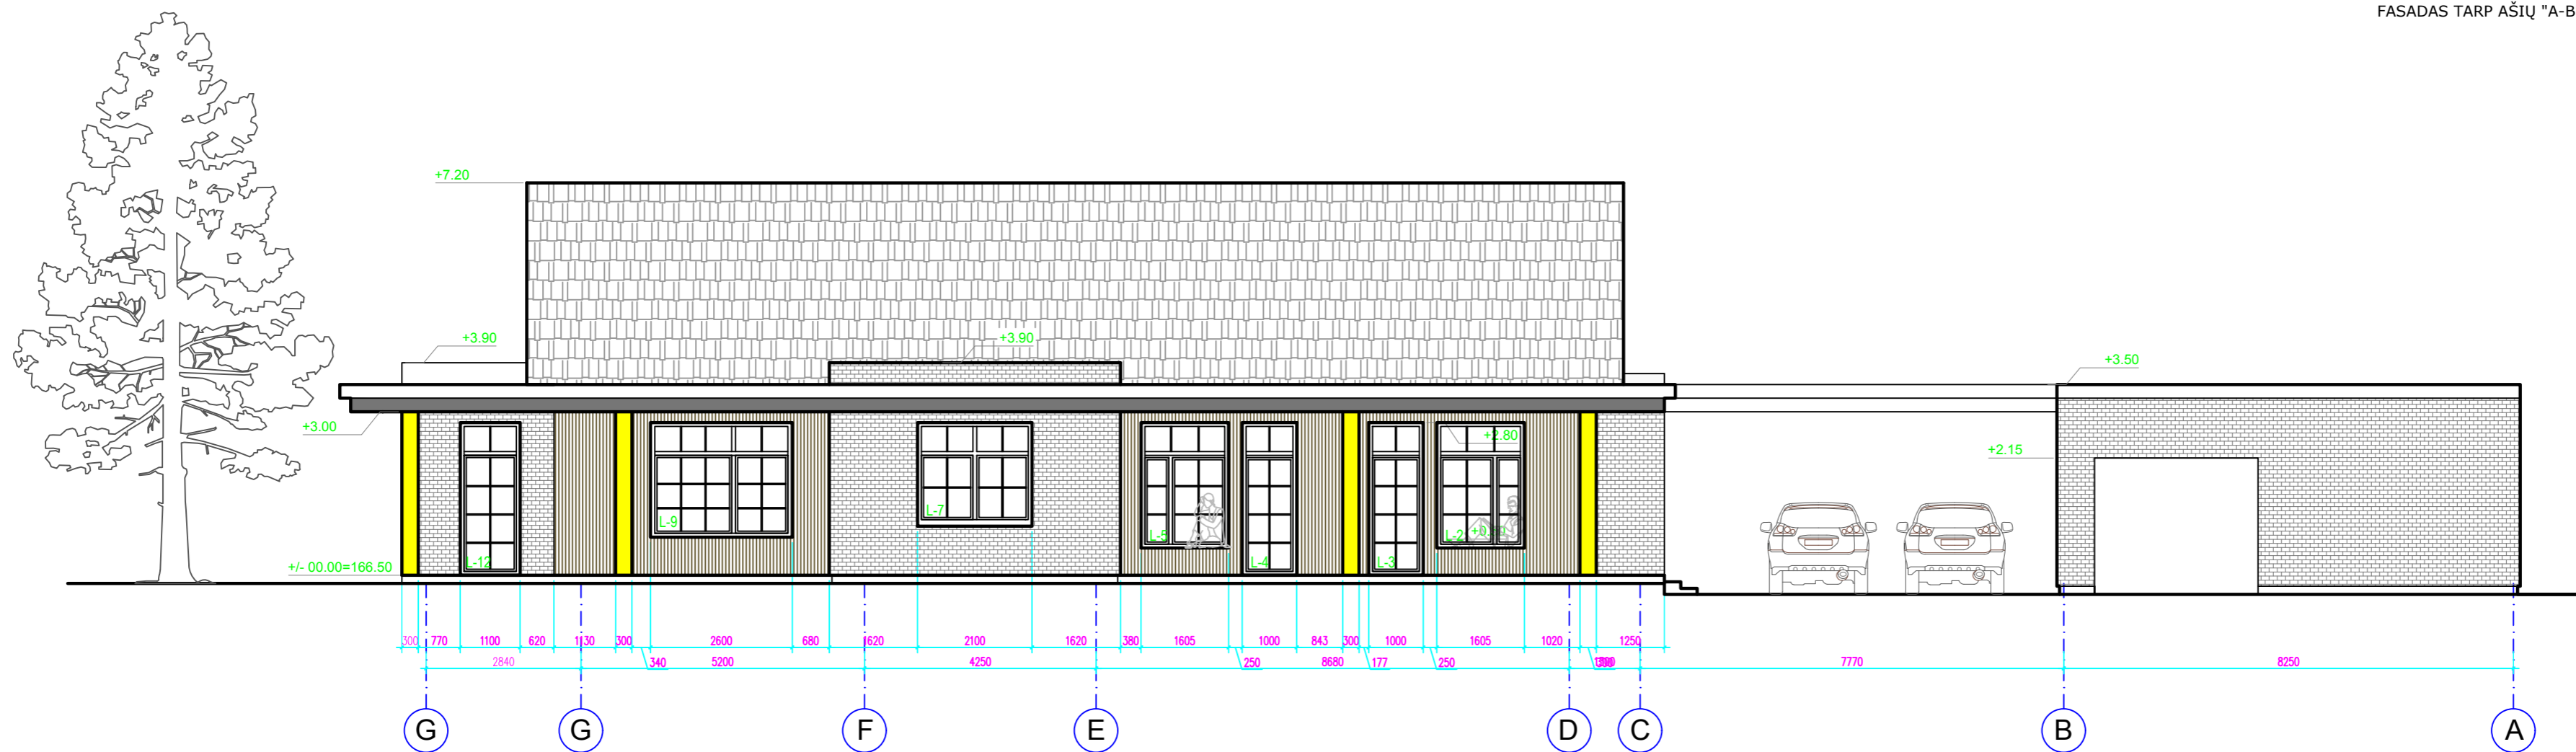 FASADAS TARP AŠIŲ "A-B
+7.20
+3.90
+3.90
+3.50
+3.00
+2.80
+2.15
L-12
L-9
L-7
L-5
L-4
L-3
L-2
+/- 00.00=166.50
300 770 1100 620 1130 300 2600 680 1620 2100 1620 380 1605 1000 843 300 1000 1605 1020 1250
2840 340 5200 4250 250 8680 177 250 7770 8250
G G F E D C B A